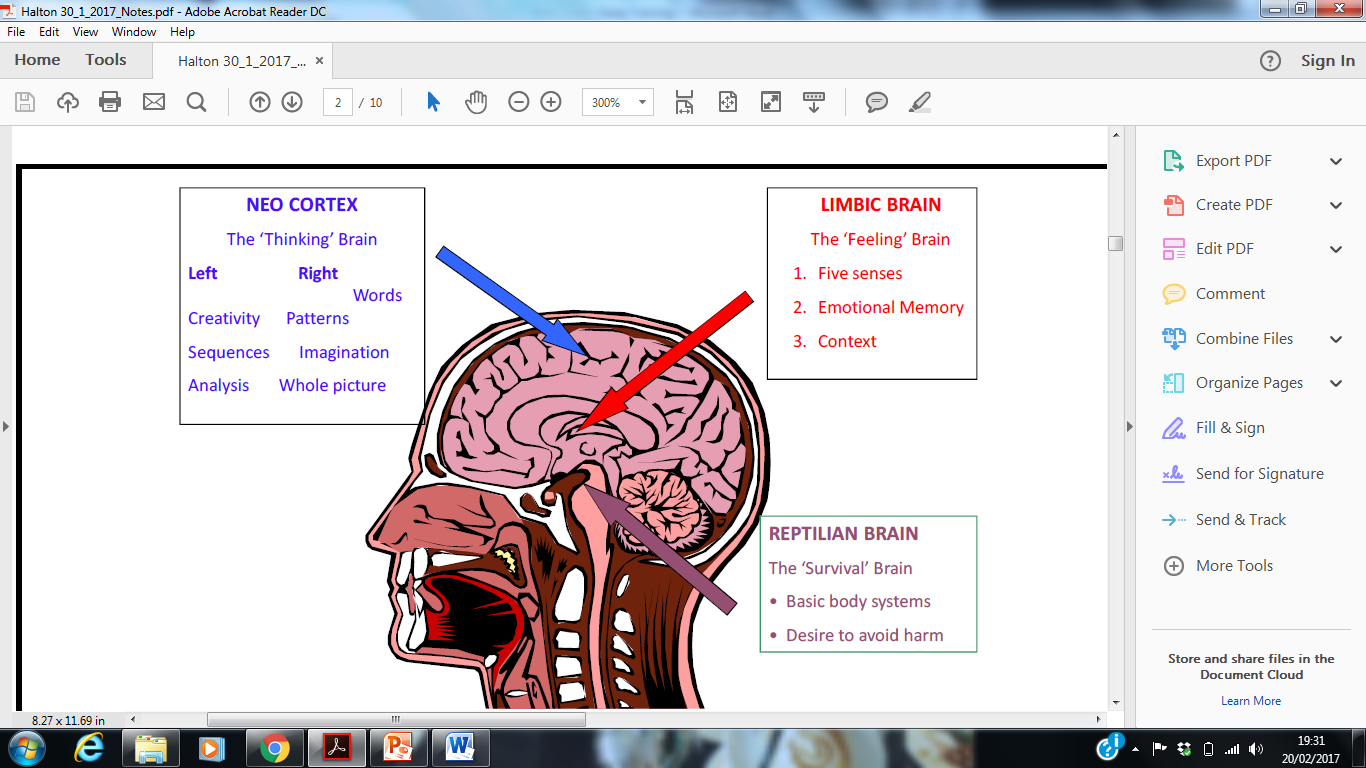 Halton 30_1_2017_Notes.pdf - Adobe Acrobat Reader DC
File Edit View Window Help
Home Tools Halton 30_1_2017_... × Sign In
2 / 10 300%
NEO CORTEX
The ‘Thinking’ Brain
Left Right
Words
Creativity Patterns
Sequences Imagination
Analysis Whole picture
LIMBIC BRAIN
The ‘Feeling’ Brain
1. Five senses
2. Emotional Memory
3. Context
REPTILIAN BRAIN
The ‘Survival’ Brain
• Basic body systems
• Desire to avoid harm
Export PDF
Create PDF
Edit PDF
Comment
Combine Files
Organize Pages
Fill & Sign
Send for Signature
Send & Track
More Tools
Store and share files in the
Document Cloud
Learn More
8.27 x 11.69 in
19:31
20/02/2017